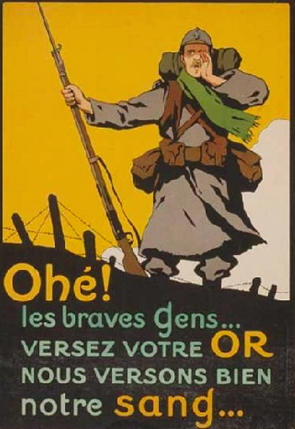 Ohé!
les braves gens...
VERSEZ VOTRE OR
NOUS VERSONS BIEN
notre sang...